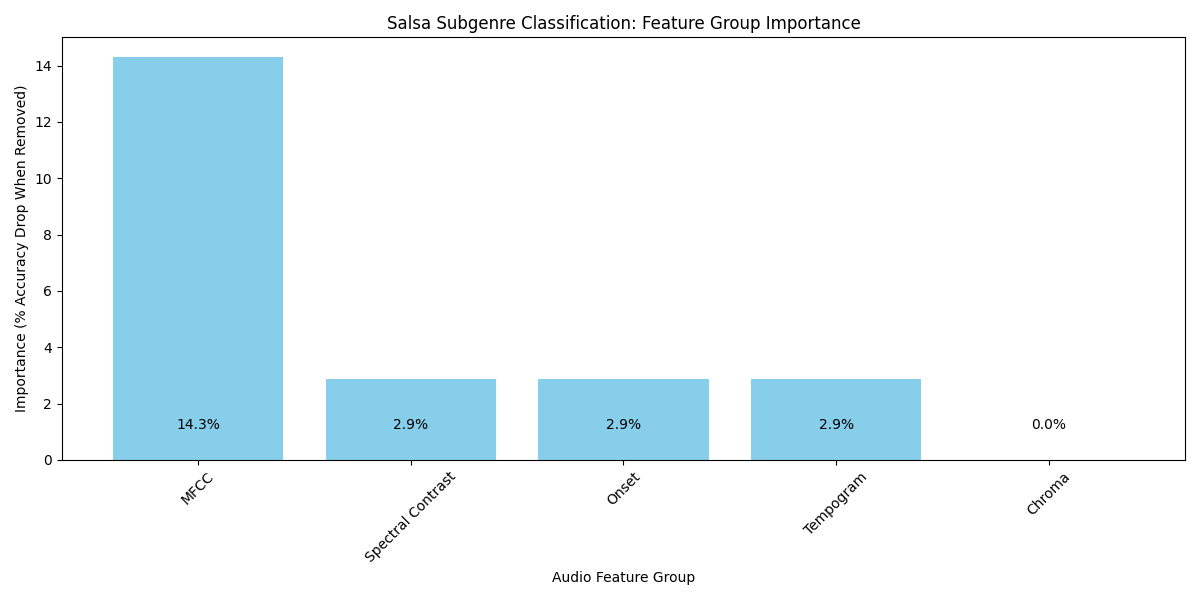 Salsa Subgenre Classification: Feature Group Importance
Importance (% Accuracy Drop When Removed)
14
12
10
8
6
4
2
0
14.3%
2.9%
2.9%
2.9%
0.0%
MFCC
Spectral Contrast
Onset
Tempogram
Chroma
Audio Feature Group